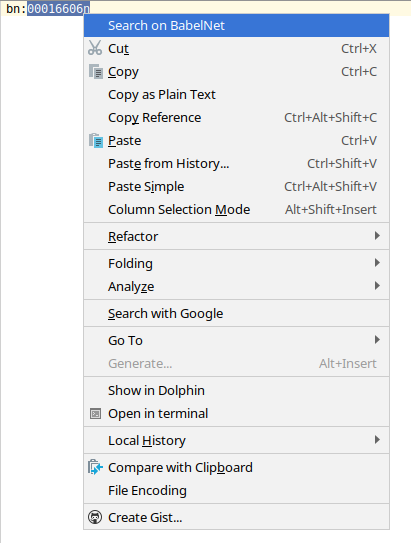 bn:00016606n
Search on BabelNet
Cut Ctrl+X
Copy Ctrl+C
Copy as Plain Text
Copy Reference Ctrl+Alt+Shift+C
Paste Ctrl+V
Paste from History... Ctrl+Shift+V
Paste Simple Ctrl+Alt+Shift+V
Column Selection Mode Alt+Shift+Insert
Refactor
Folding
Analyze
Search with Google
Go To
Generate... Alt+Insert
Show in Dolphin
Open in terminal
Local History
Compare with Clipboard
File Encoding
Create Gist...